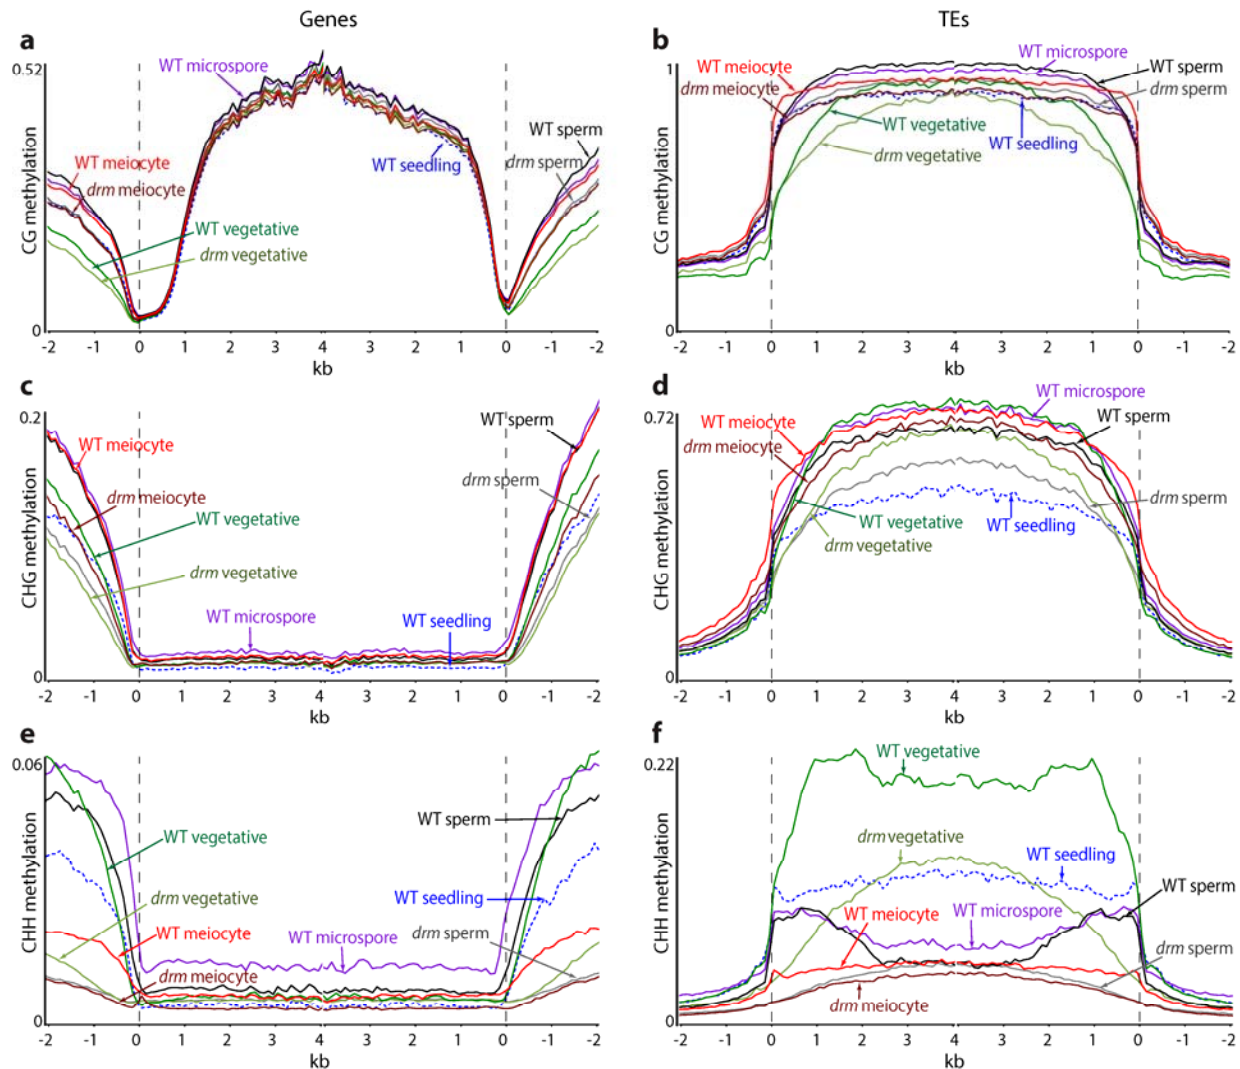 Genes
TEs
a
0.52
CG methylation
WT microspore
WT meiocyte
drm meiocyte
WT vegetative
drm vegetative
WT seedling
WT sperm
drm sperm
0
-2 -1 0 1 2 3 4 3 2 1 0 -1 -2
kb
b
1
CG methylation
WT meiocyte
drm meiocyte
WT microspore
WT sperm
drm sperm
WT vegetative
WT seedling
drm vegetative
0
-2 -1 0 1 2 3 4 3 2 1 0 -1 -2
kb
c
0.2
CHG methylation
WT meiocyte
drm meiocyte
WT vegetative
drm vegetative
WT microspore
WT seedling
WT sperm
drm sperm
0
-2 -1 0 1 2 3 4 3 2 1 0 -1 -2
kb
d
0.72
CHG methylation
WT meiocyte
drm meiocyte
WT microspore
WT sperm
drm sperm
WT vegetative
WT seedling
drm vegetative
0
-2 -1 0 1 2 3 4 3 2 1 0 -1 -2
kb
e
0.06
CHH methylation
WT vegetative
drm vegetative
WT meiocyte
drm meiocyte
WT microspore
WT sperm
WT seedling
drm sperm
0
-2 -1 0 1 2 3 4 3 2 1 0 -1 -2
kb
f
0.22
CHH methylation
WT vegetative
drm vegetative
WT seedling
WT sperm
WT meiocyte
WT microspore
drm sperm
drm meiocyte
0
-2 -1 0 1 2 3 4 3 2 1 0 -1 -2
kb